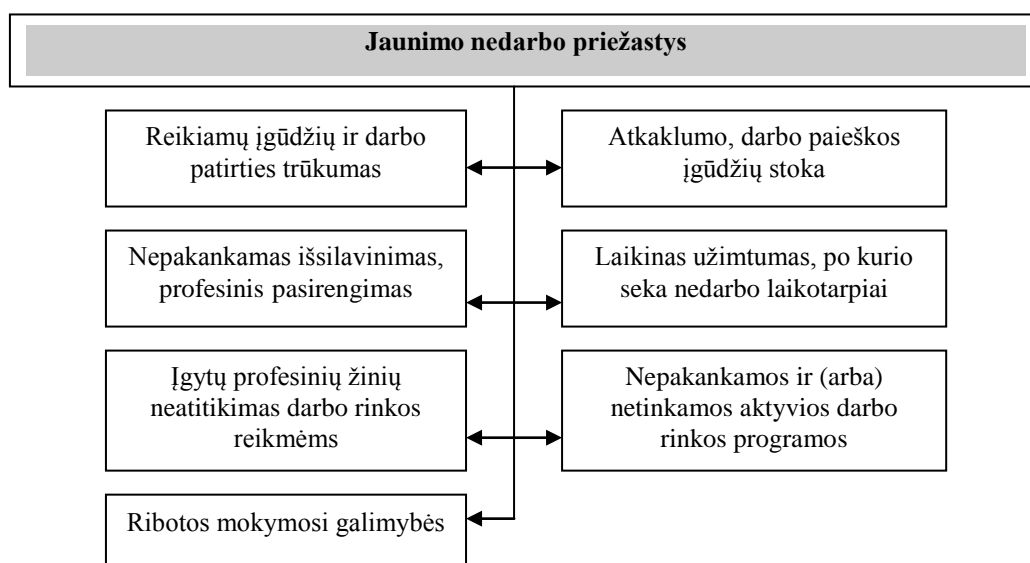 Jaunimo nedarbo priežastys
Reikiamų įgūdžių ir darbo
patirties trūkumas
Atkaklumo, darbo paieškos
įgūdžių stoka
Nepakankamas išsilavinimas,
profesinis pasirengimas
Laikinas užimtumas, po kurio
seka nedarbo laikotarpiai
Įgytų profesinių žinių
neatitikimas darbo rinkos
reikmėms
Nepakankamos ir (arba)
netinkamos aktyvios darbo
rinkos programos
Ribotos mokymosi galimybės